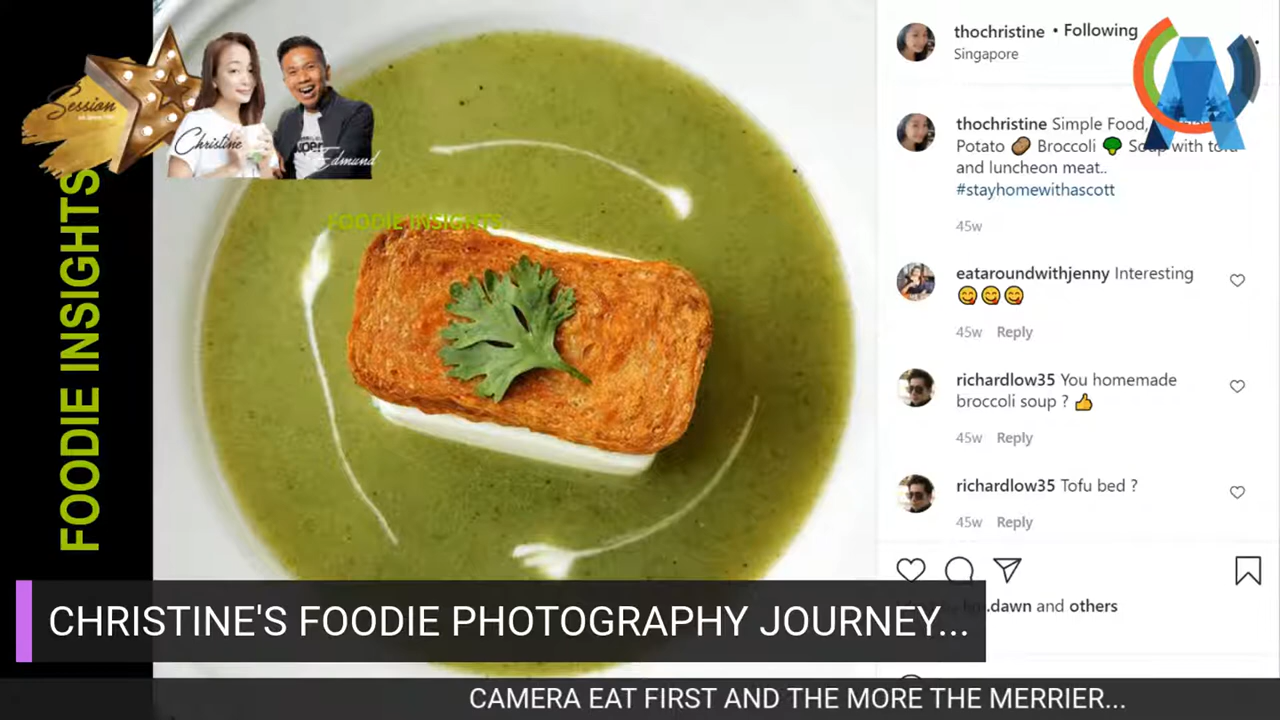 Session
Christine
Edmund
FOODIE INSIGHTS
FOODIE INSIGHTS
thochristine • Following
Singapore
thochristine Simple Food,
Potato 🥔 Broccoli 🥦 Soup with tofu
and luncheon meat..
#stayhomewithascott
45w
eataroundwithjenny Interesting
😋😋😋
45w Reply
richardlow35 You homemade
broccoli soup ? 👍
45w Reply
richardlow35 Tofu bed ?
45w Reply
and others
CHRISTINE'S FOODIE PHOTOGRAPHY JOURNEY...
CAMERA EAT FIRST AND THE MORE THE MERRIER...